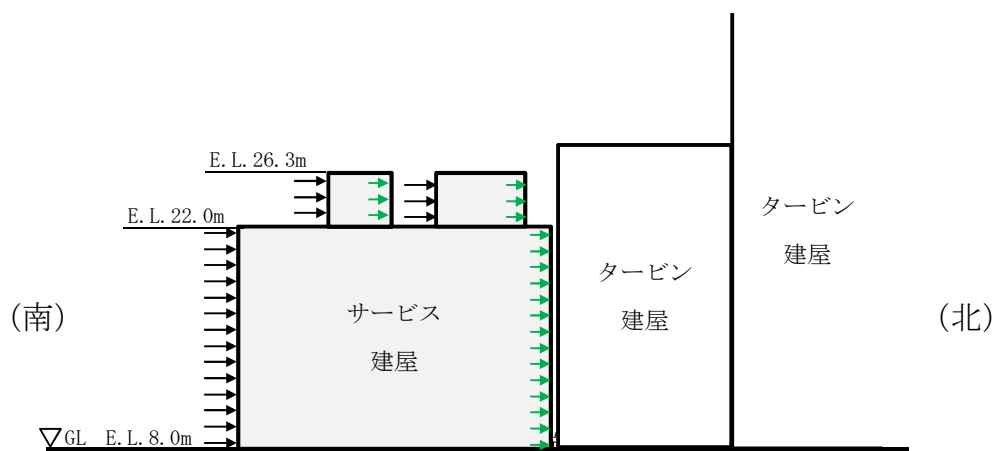 E.L.26.3m
E.L.22.0m
タービン
建屋
タービン
建屋
サービス
建屋
(南)
(北)
GL E.L.8.0m